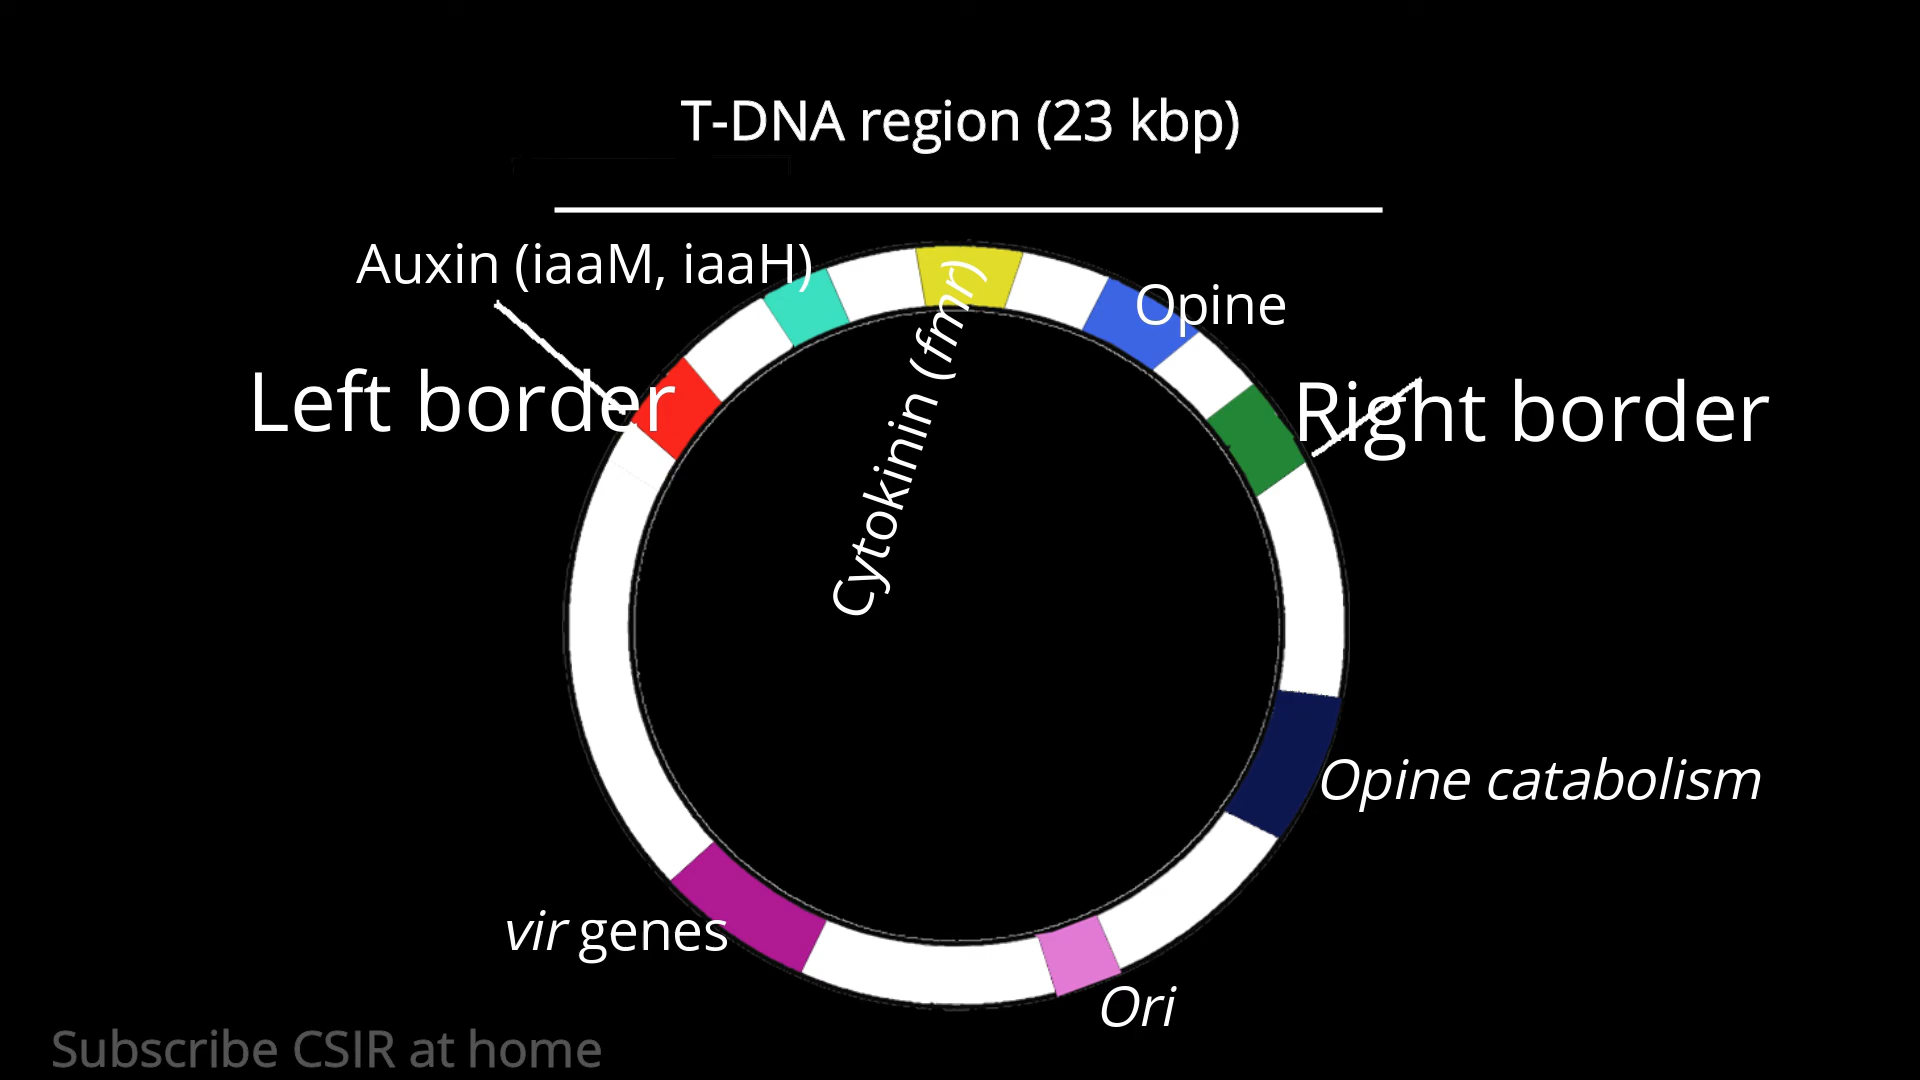 T-DNA region (23 kbp)
Auxin (iaaM, iaaH)
Cytokinin (fmr)
Opine
Left border
Right border
Opine catabolism
vir genes
Ori
Subscribe CSIR at home